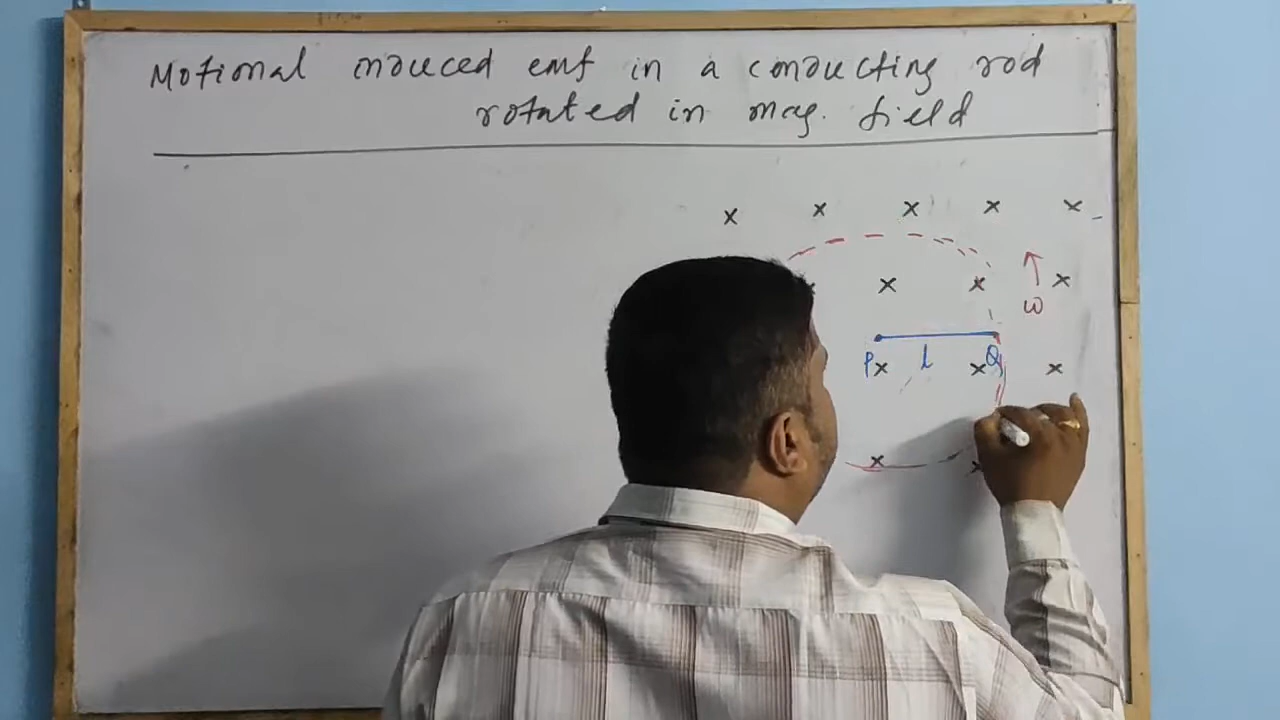 Motional induced emf in a conducting rod
rotated in mag. field
x x x x x
x x x
ω
P l Q
x x x
x x